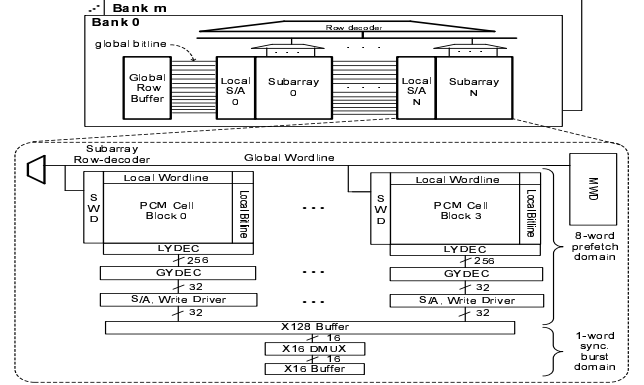 Bank m
Bank 0
Row decoder
global bitline
Global Row Buffer
Local S/A 0
Subarray 0
. . .
. . .
Local S/A N
Subarray N
Subarray Row-decoder
Global Wordline
MWD
SWD
Local Wordline
PCM Cell Block 0
Local Bitline
. . .
SWD
Local Wordline
PCM Cell Block 3
Local Bitline
8-word prefetch domain
LYDEC
LYDEC
256
256
GYDEC
. . .
GYDEC
32
32
S/A, Write Driver
. . .
S/A, Write Driver
32
32
X128 Buffer
16
X16 DMUX
16
X16 Buffer
1-word sync. burst domain